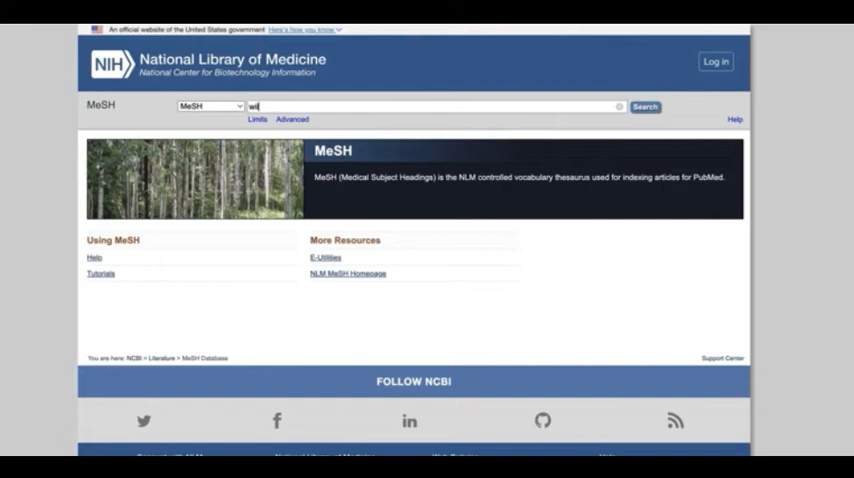 An official website of the United States government Here's how you know
NIH National Library of Medicine
National Center for Biotechnology Information
Log in
MeSH MeSH wil Search
Limits Advanced Help
MeSH
MeSH (Medical Subject Headings) is the NLM controlled vocabulary thesaurus used for indexing articles for PubMed.
Using MeSH More Resources
Help E-Utilities
Tutorials NLM MeSH Homepage
You are here: NCBI > Literature > MeSH Database Support Center
FOLLOW NCBI